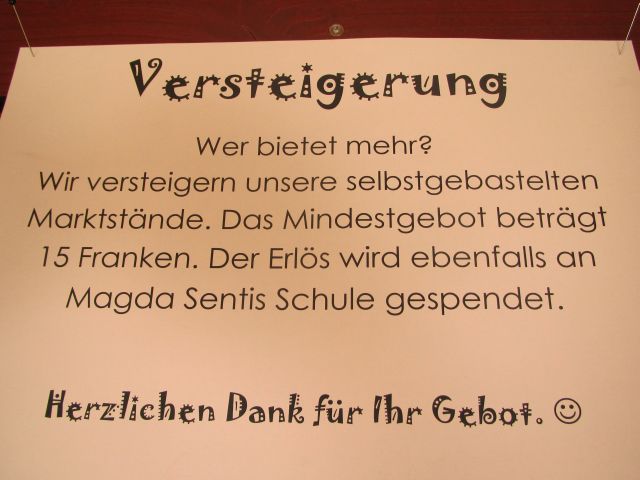 Versteigerung
Wer bietet mehr?
Wir versteigern unsere selbstgebastelten
Marktstände. Das Mindestgebot beträgt
15 Franken. Der Erlös wird ebenfalls an
Magda Sentis Schule gespendet.
Herzlichen Dank für Ihr Gebot. ☺